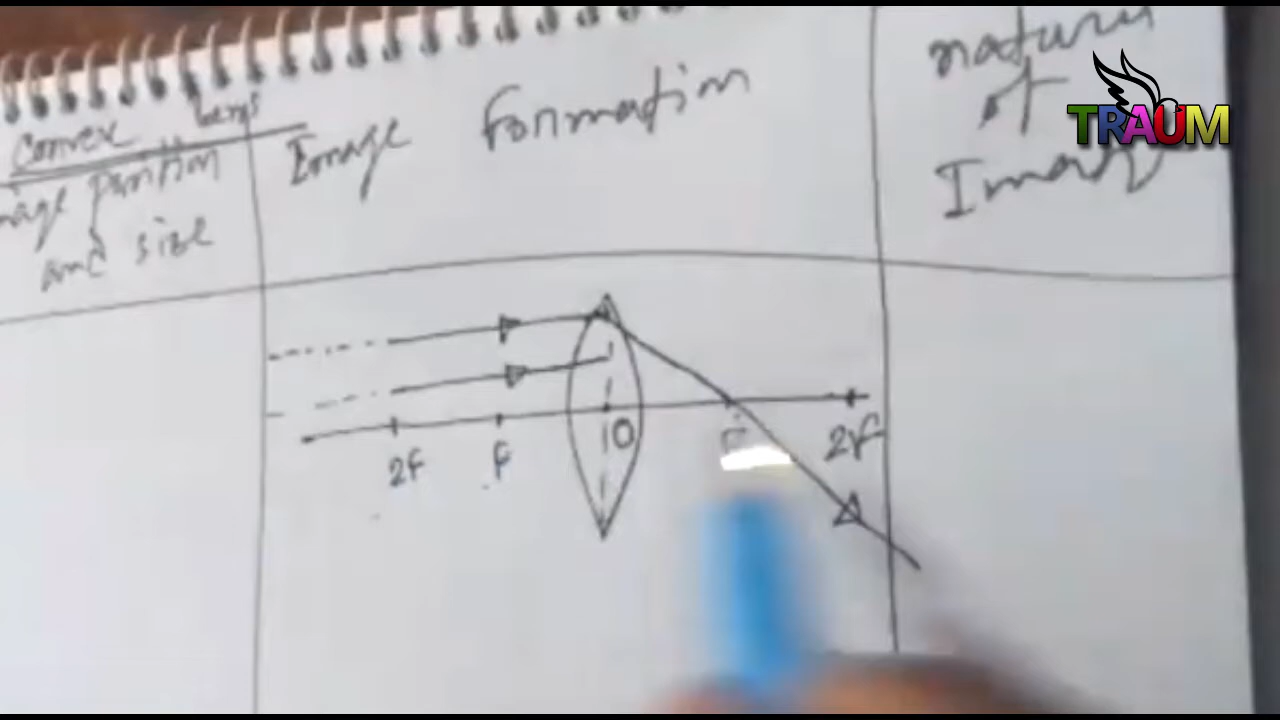 Convex lens
Image position
and size
Image formation
nature
of
Image
TRAUM
2F
F
O
F
2F